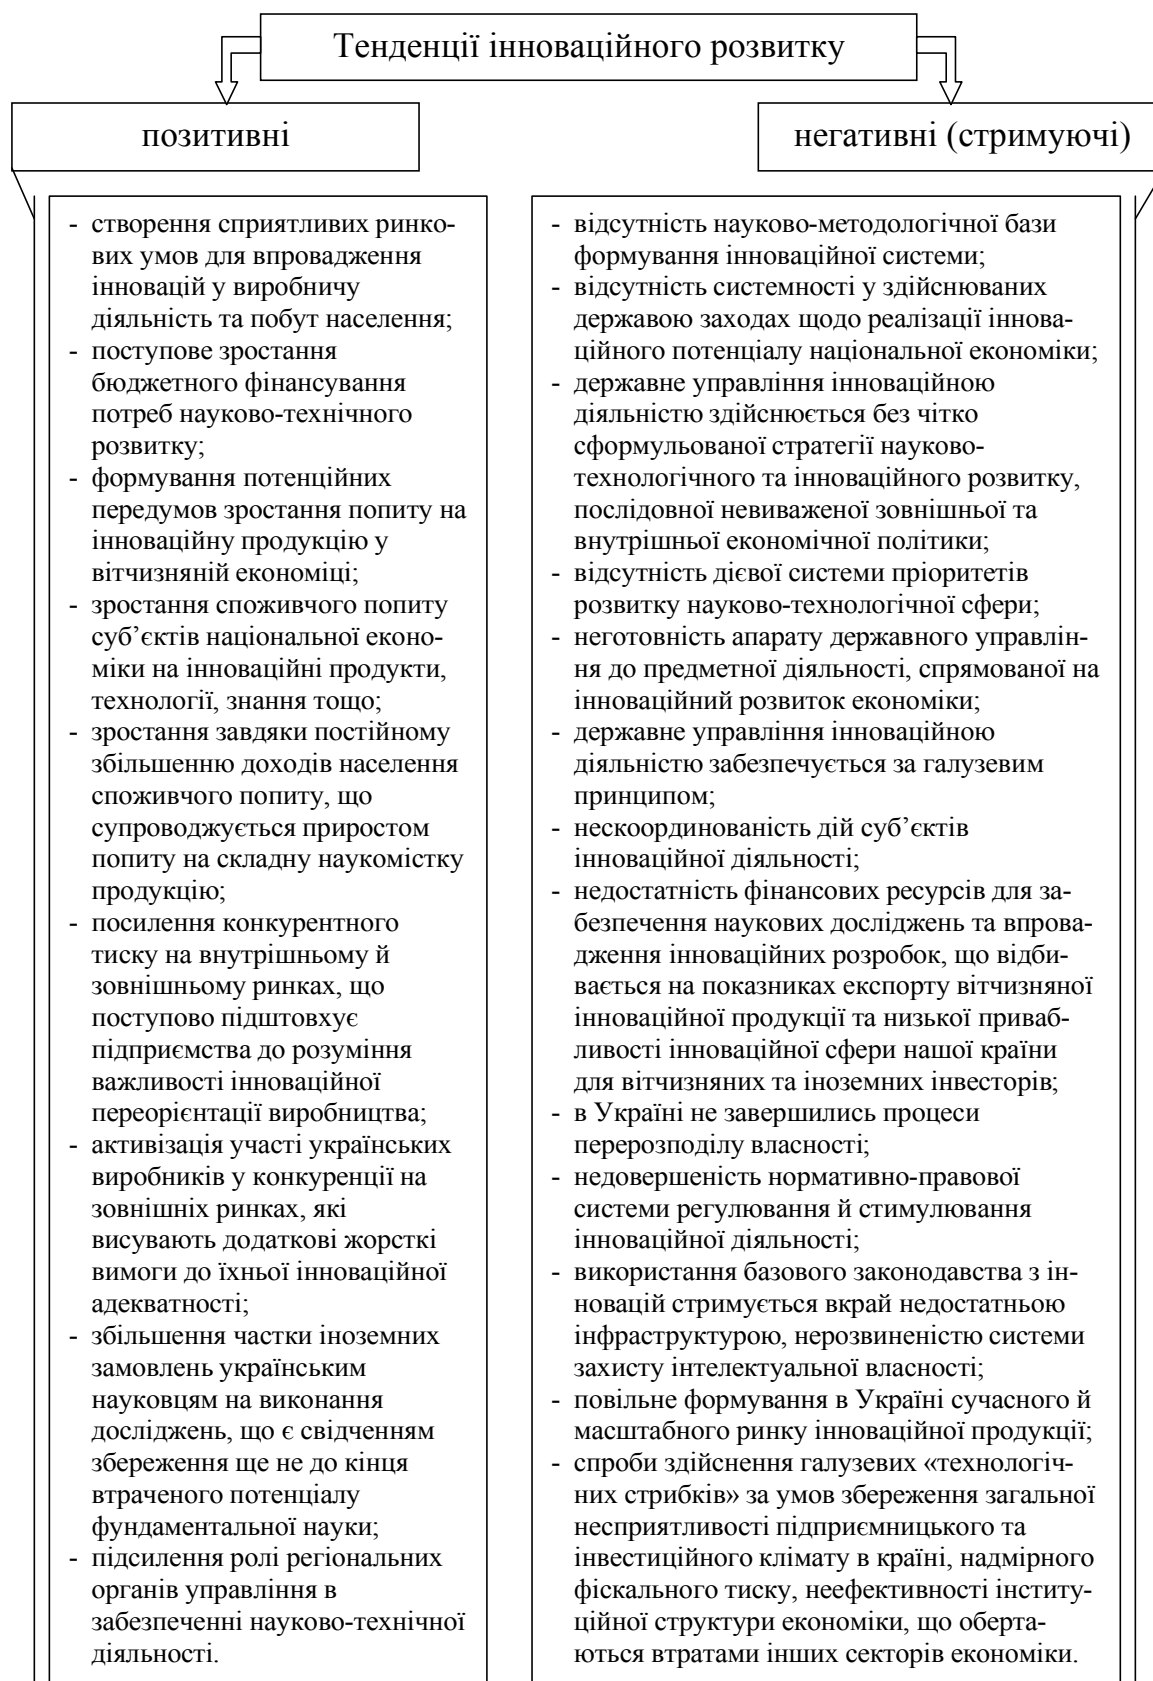 Тенденції інноваційного розвитку
позитивні
негативні (стримуючі)
- створення сприятливих ринко-
вих умов для впровадження
інновацій у виробничу
діяльність та побут населення;
- поступове зростання
бюджетного фінансування
потреб науково-технічного
розвитку;
- формування потенційних
передумов зростання попиту на
інноваційну продукцію у
вітчизняній економіці;
- зростання споживчого попиту
суб’єктів національної еконо-
міки на інноваційні продукти,
технології, знання тощо;
- зростання завдяки постійному
збільшенню доходів населення
споживчого попиту, що
супроводжується приростом
попиту на складну наукомістку
продукцію;
- посилення конкурентного
тиску на внутрішньому й
зовнішньому ринках, що
поступово підштовхує
підприємства до розуміння
важливості інноваційної
переорієнтації виробництва;
- активізація участі українських
виробників у конкуренції на
зовнішніх ринках, які
висувають додаткові жорсткі
вимоги до їхньої інноваційної
адекватності;
- збільшення частки іноземних
замовлень українським
науковцям на виконання
досліджень, що є свідченням
збереження ще не до кінця
втраченого потенціалу
фундаментальної науки;
- підсилення ролі регіональних
органів управління в
забезпеченні науково-технічної
діяльності.
- відсутність науково-методологічної бази
формування інноваційної системи;
- відсутність системності у здійснюваних
державою заходах щодо реалізації іннова-
ційного потенціалу національної економіки;
- державне управління інноваційною
діяльністю здійснюється без чітко
сформульованої стратегії науково-
технологічного та інноваційного розвитку,
послідовної невиваженої зовнішньої та
внутрішньої економічної політики;
- відсутність дієвої системи пріоритетів
розвитку науково-технологічної сфери;
- неготовність апарату державного управлін-
ня до предметної діяльності, спрямованої на
інноваційний розвиток економіки;
- державне управління інноваційною
діяльністю забезпечується за галузевим
принципом;
- нескоординованість дій суб’єктів
інноваційної діяльності;
- недостатність фінансових ресурсів для за-
безпечення наукових досліджень та впрова-
дження інноваційних розробок, що відби-
вається на показниках експорту вітчизняної
інноваційної продукції та низької приваб-
ливості інноваційної сфери нашої країни
для вітчизняних та іноземних інвесторів;
- в Україні не завершились процеси
перерозподілу власності;
- недовершеність нормативно-правової
системи регулювання й стимулювання
інноваційної діяльності;
- використання базового законодавства з ін-
новацій стримується вкрай недостатньою
інфраструктурою, нерозвиненістю системи
захисту інтелектуальної власності;
- повільне формування в Україні сучасного й
масштабного ринку інноваційної продукції;
- спроби здійснення галузевих «технологіч-
них стрибків» за умов збереження загальної
несприятливості підприємницького та
інвестиційного клімату в країні, надмірного
фіскального тиску, неефективності інститу-
ційної структури економіки, що оберта-
ються втратами інших секторів економіки.